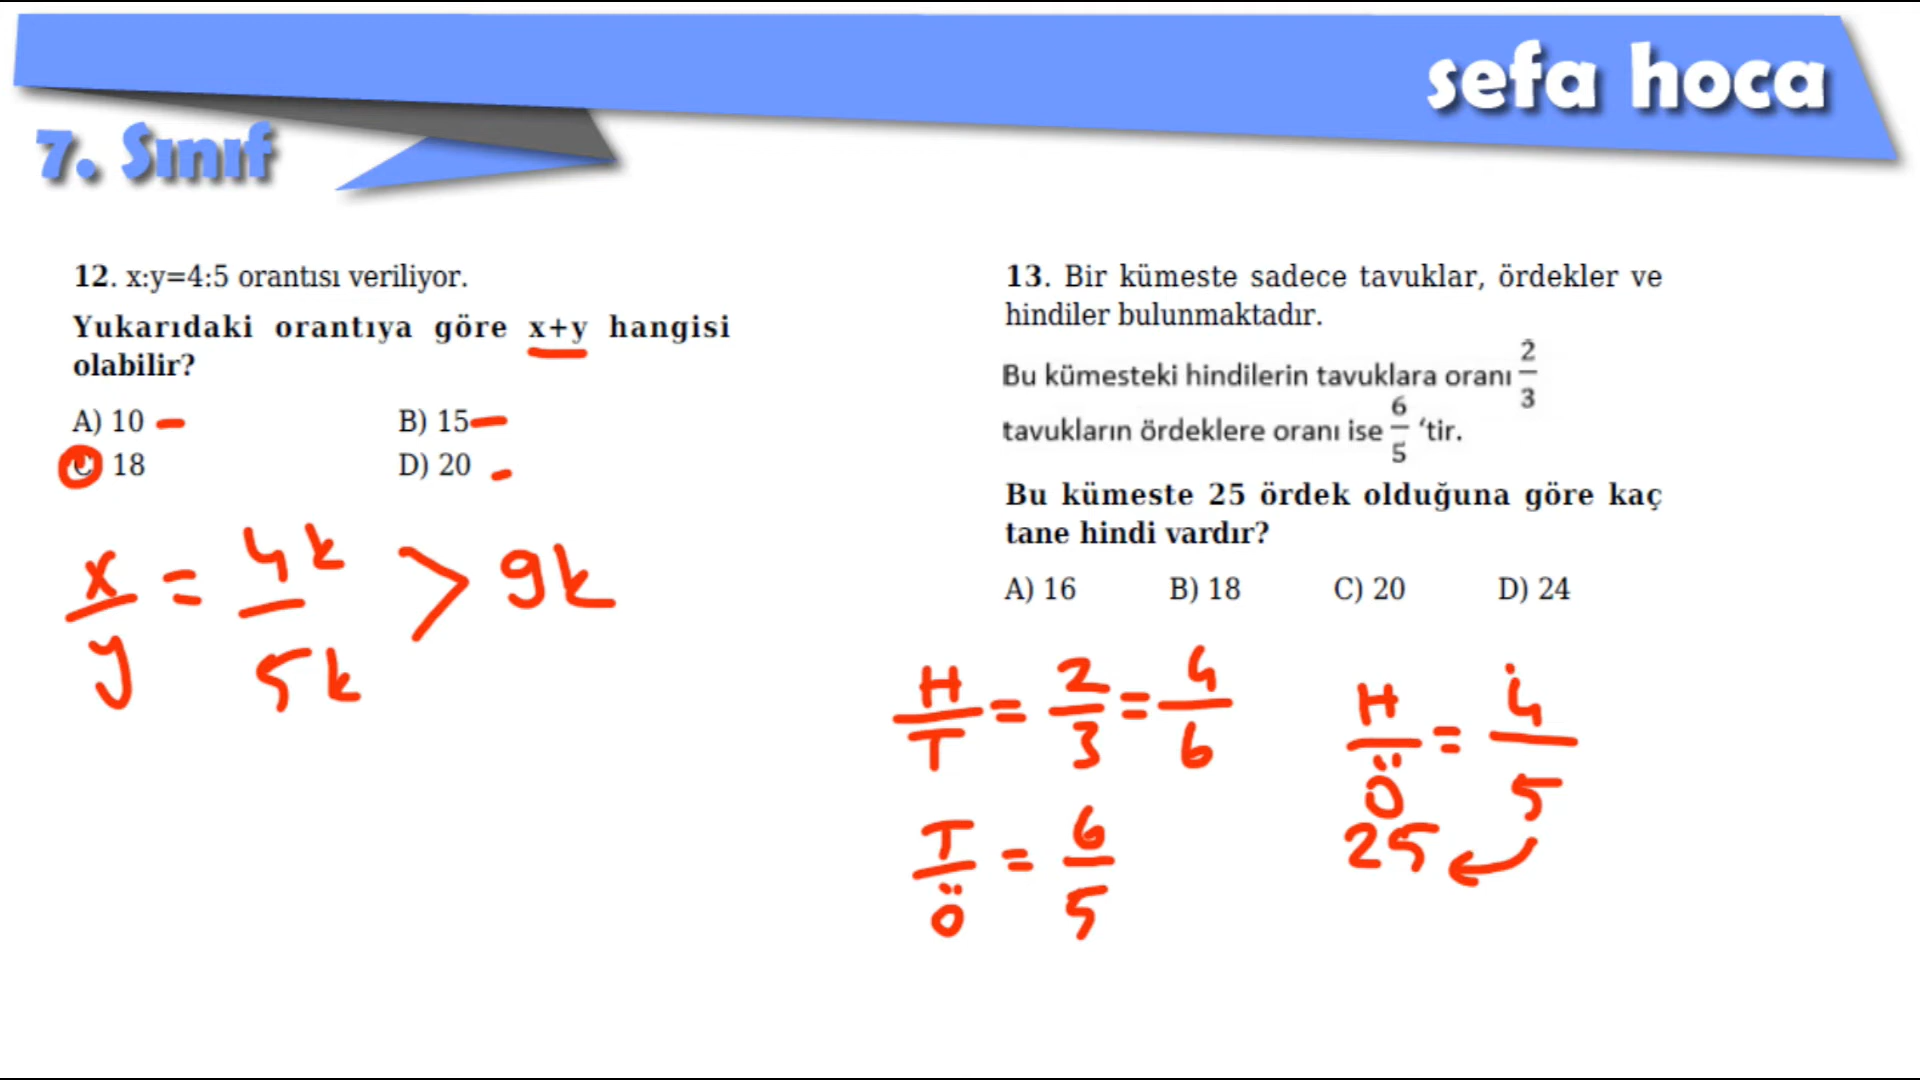 sefa hoca
7. Sınıf
12. x:y=4:5 orantısı veriliyor.
Yukarıdaki orantıya göre x+y hangisi
olabilir?
A) 10 B) 15
C) 18 D) 20
x/y = 4k/5k > 9k
13. Bir kümeste sadece tavuklar, ördekler ve
hindiler bulunmaktadır.
Bu kümesteki hindilerin tavuklara oranı 2/3
tavukların ördeklere oranı ise 6/5 ‘tir.
Bu kümeste 25 ördek olduğuna göre kaç
tane hindi vardır?
A) 16 B) 18 C) 20 D) 24
H/T = 2/3 = 4/6
T/Ö = 6/5
H/Ö = 4/5
25